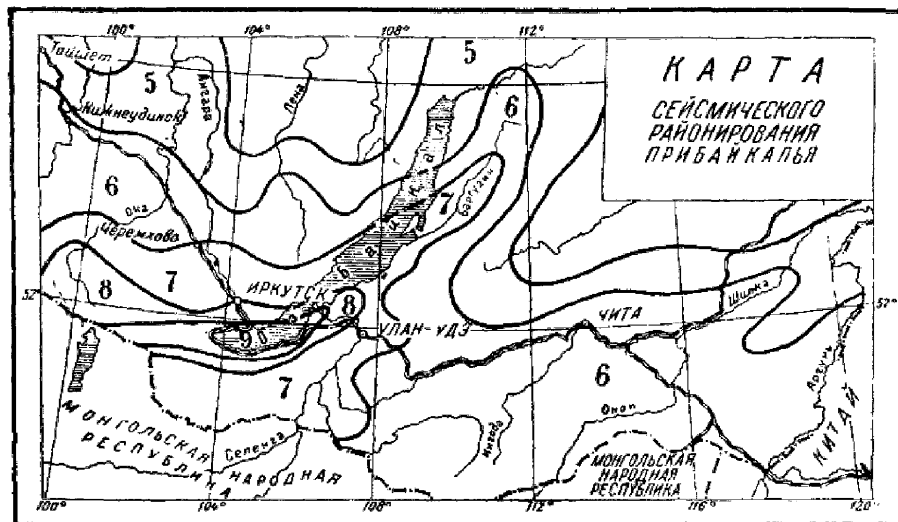 КАРТА
СЕЙСМИЧЕСКОГО
РАЙОНИРОВАНИЯ
ПРИБАЙКАЛЬЯ
100° 104° 108° 112°
Тайшет
5
5
Нижнеудинск
Ангара
Лена
6
7
Баргузин
6
Ока
Черемхово
БАЙКАЛ
7
8
ИРКУТСК
8
52°
52°
9
О
УЛАН-УДЭ
ЧИТА
Шилка
Аргунь
7
6
Онон
Ингода
Селенга
КИТАЙ
МОНГОЛЬСКАЯ
НАРОДНАЯ
РЕСПУБЛИКА
МОНГОЛЬСКАЯ
НАРОДНАЯ
РЕСПУБЛИКА
100° 104° 108° 112° 116° 120°